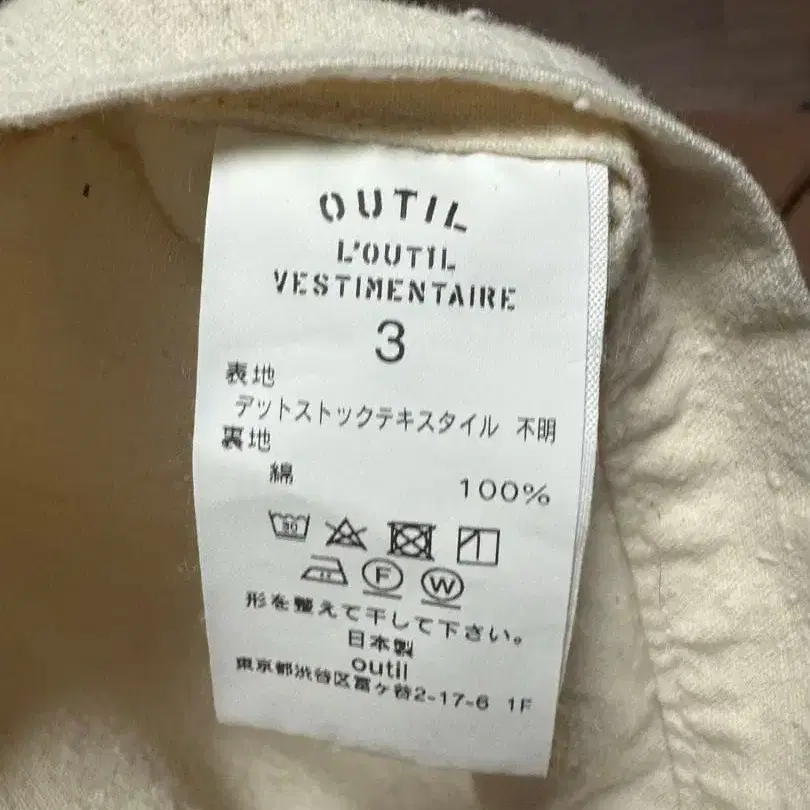 OUTIL
L'OUTIL
VESTIMENTAIRE
3
表地
デットストックテキスタイル 不明
裏地
綿 100%
30
F W
形を整えて干して下さい。
日本製
outil
東京都渋谷区富ヶ谷2-17-6 1F